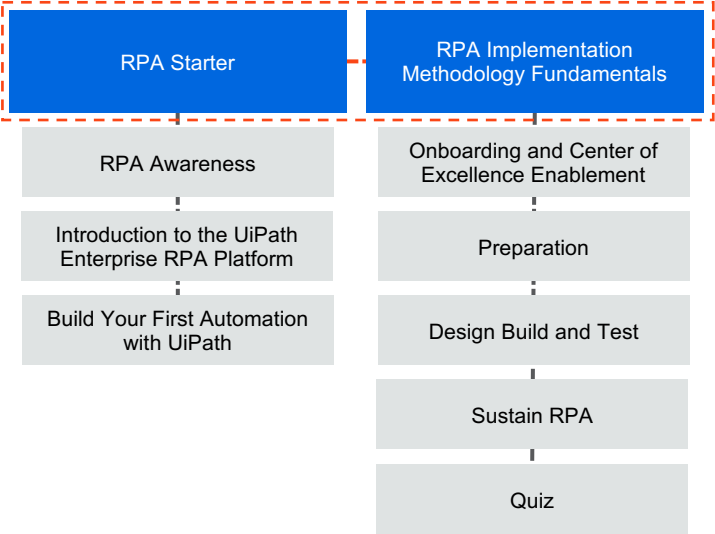 RPA Starter
RPA Implementation
Methodology Fundamentals
RPA Awareness
Introduction to the UiPath
Enterprise RPA Platform
Build Your First Automation
with UiPath
Onboarding and Center of
Excellence Enablement
Preparation
Design Build and Test
Sustain RPA
Quiz